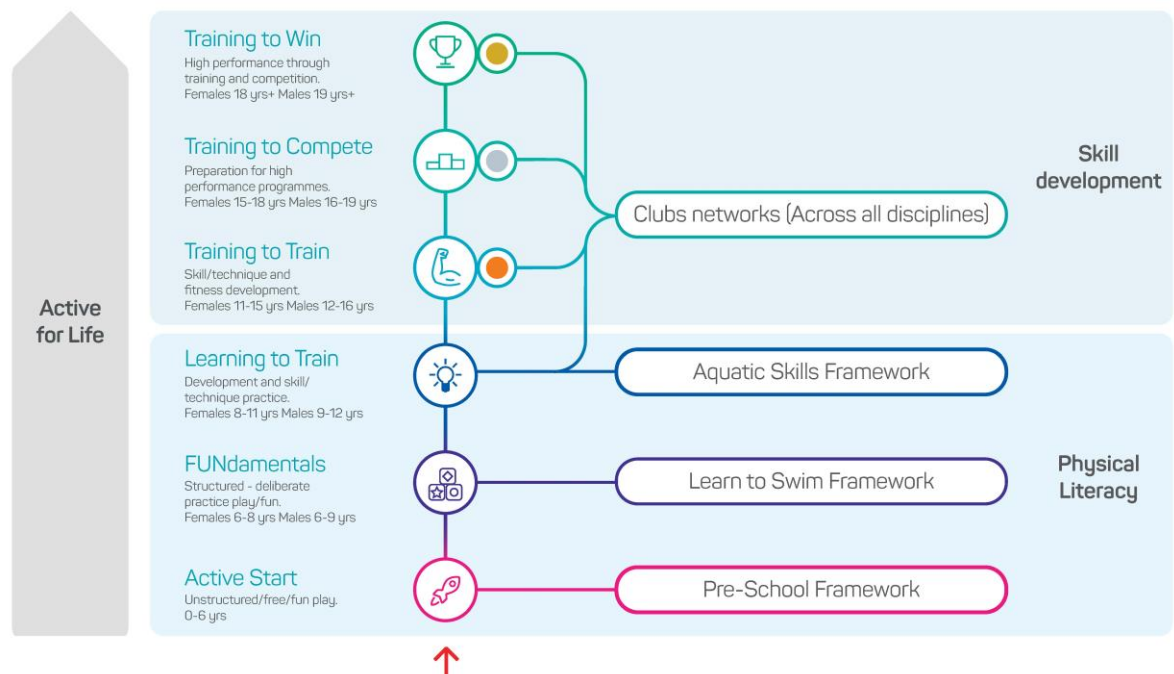 Training to Win
High performance through
training and competition.
Females 18 yrs+ Males 19 yrs+
Training to Compete
Preparation for high
performance programmes.
Females 15-18 yrs Males 16-19 yrs
Training to Train
Skill/technique and
fitness development.
Females 11-15 yrs Males 12-16 yrs
Clubs networks (Across all disciplines)
Skill
development
Active
for Life
Learning to Train
Development and skill/
technique practice.
Females 8-11 yrs Males 9-12 yrs
Aquatic Skills Framework
FUNdamentals
Structured - deliberate
practice play/fun.
Females 6-8 yrs Males 6-9 yrs
Learn to Swim Framework
Physical
Literacy
Active Start
Unstructured/free/fun play.
0-6 yrs
Pre-School Framework